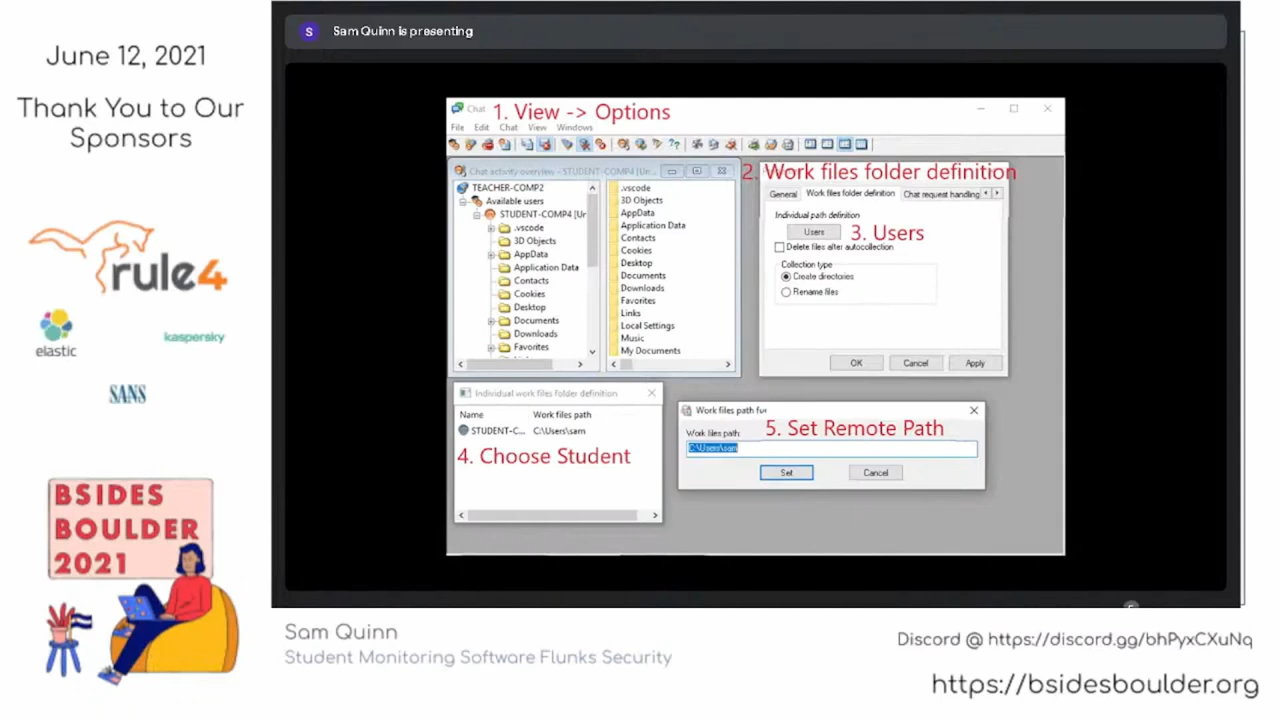 June 12, 2021
Thank You to Our
Sponsors
rule4
elastic
kaspersky
SANS
BSIDES
BOULDER
2021
S
Sam Quinn is presenting
Chat
1. View -> Options
File Edit Chat View Windows
Chat activity overview - STUDENT-COMP4 [Un...
TEACHER-COMP2
Available users
STUDENT-COMP4 [Ur
.vscode
3D Objects
AppData
Application Data
Contacts
Cookies
Desktop
Documents
Downloads
Favorites
.vscode
3D Objects
AppData
Application Data
Contacts
Cookies
Desktop
Documents
Downloads
Favorites
Links
Local Settings
Music
My Documents
2. Work files folder definition
General Work files folder definition Chat request handling
Individual path definition
Users
3. Users
Delete files after autocollection
Collection type
Create directories
Rename files
OK Cancel Apply
Individual work files folder definition
Name Work files path
STUDENT-C... C:\Users\sam
4. Choose Student
Work files path for
Work files path:
5. Set Remote Path
C:\Users\sam
Set Cancel
Sam Quinn
Student Monitoring Software Flunks Security
Discord @ https://discord.gg/bhPyxCXuNq
https://bsidesboulder.org